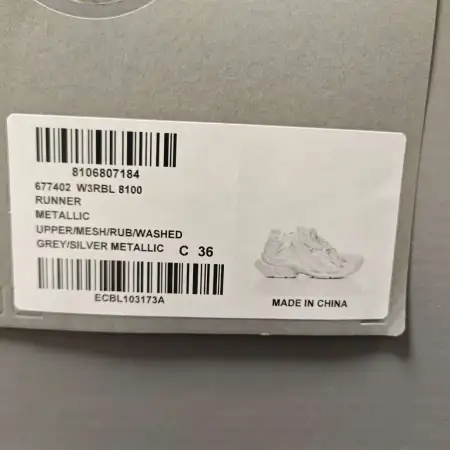 8106807184
677402 W3RBL 8100
RUNNER
METALLIC
UPPER/MESH/RUB/WASHED
GREY/SILVER METALLIC C 36
ECBL103173A
MADE IN CHINA